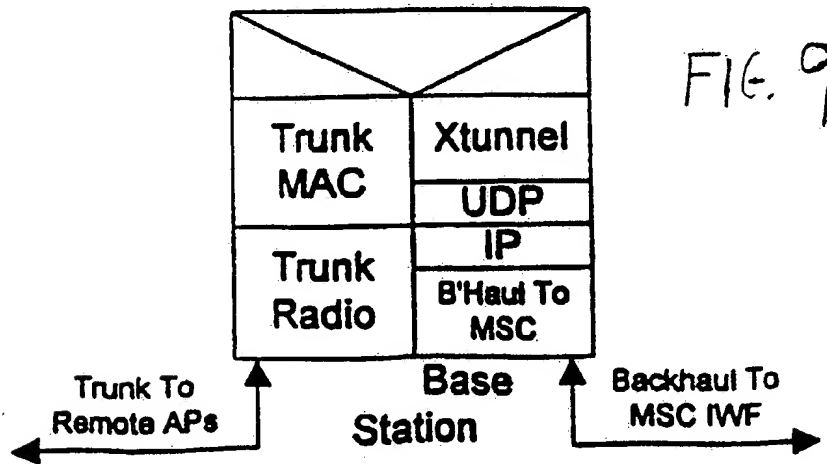 FIG. 9
Trunk
MAC
Xtunnel
UDP
Trunk
Radio
IP
B'Haul To
MSC
Trunk To
Remote APs
Base
Station
Backhaul To
MSC IWF